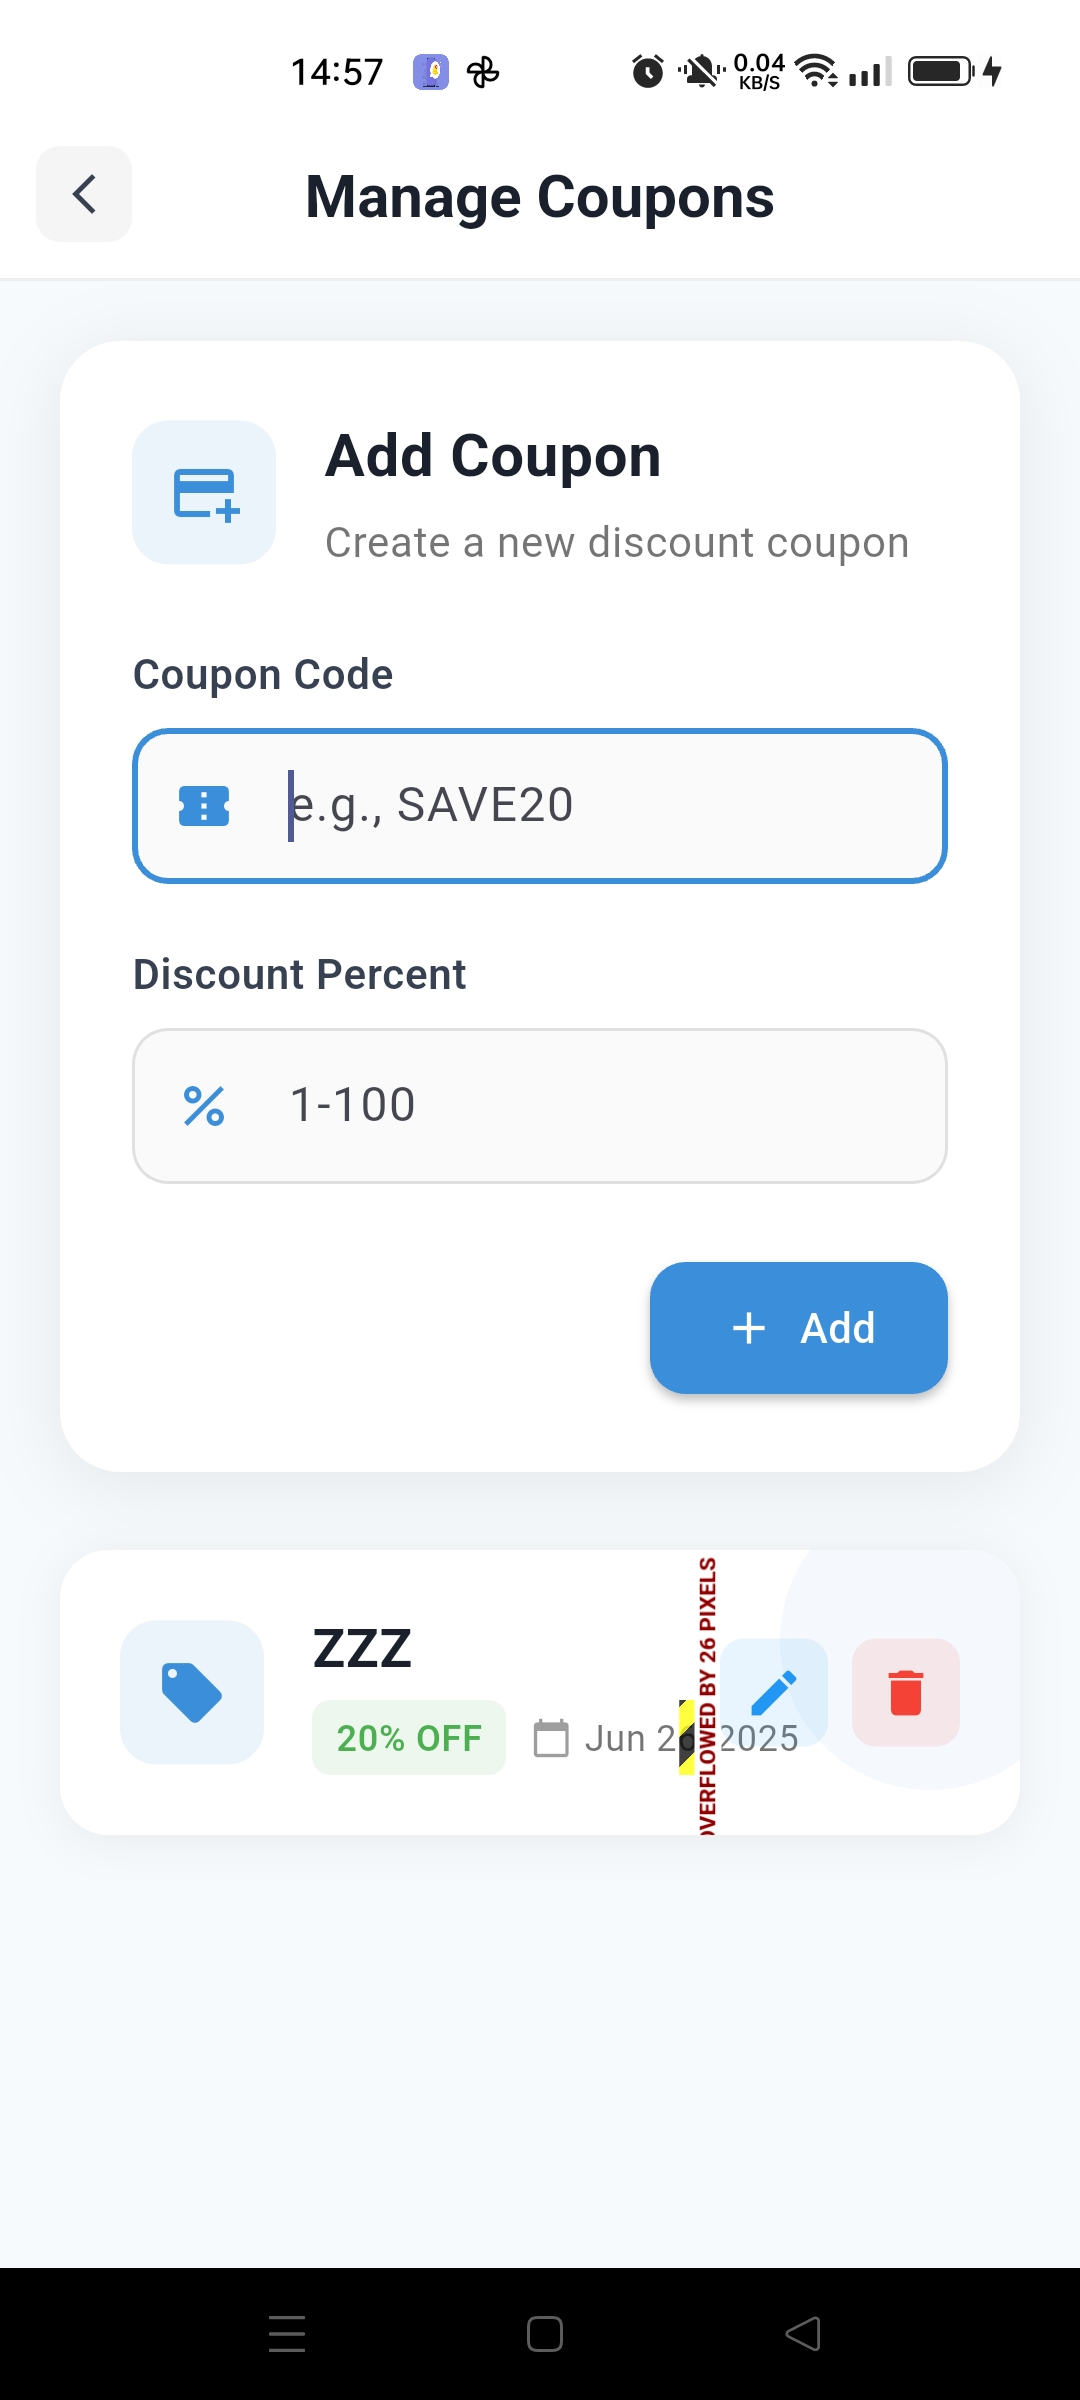 14:57
0.04
KB/S
Manage Coupons
Add Coupon
Create a new discount coupon
Coupon Code
e.g., SAVE20
Discount Percent
1-100
+ Add
ZZZ
20% OFF
Jun 2 2025
OVERFLOWED BY 26 PIXELS